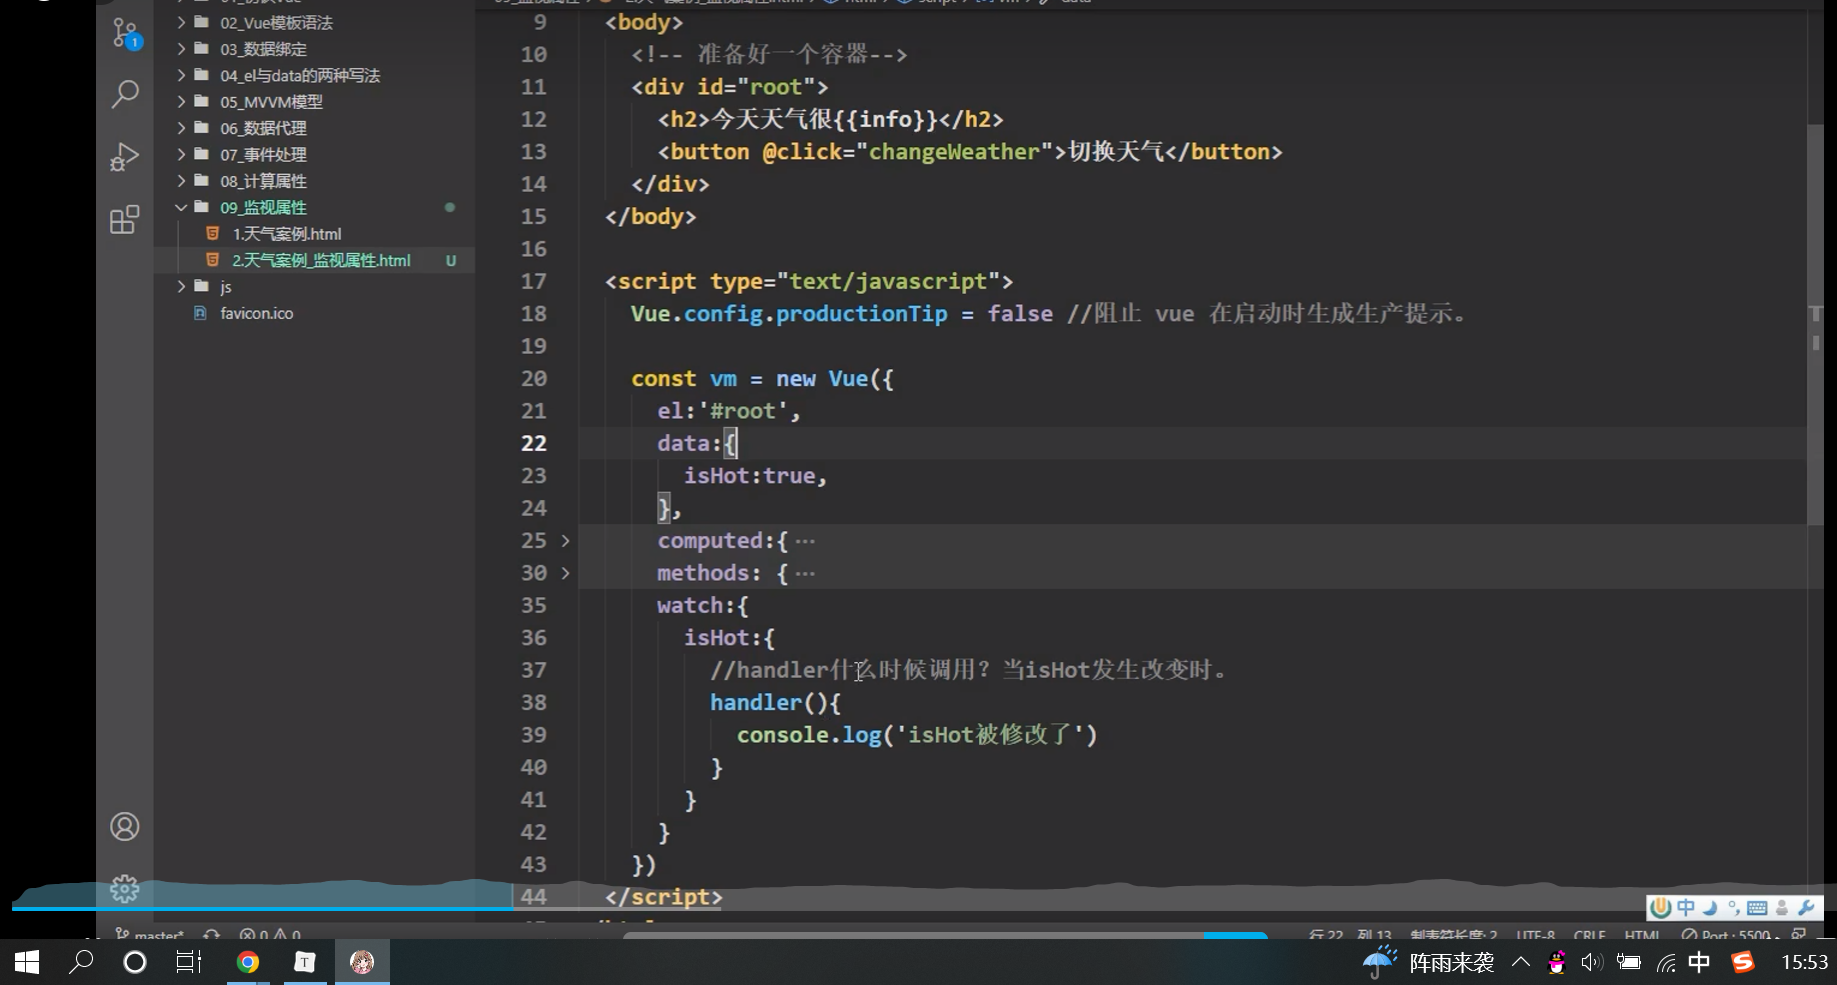 02_Vue模板语法
03_数据绑定
04_el与data的两种写法
05_MVVM模型
06_数据代理
07_事件处理
08_计算属性
09_监视属性
1.天气案例.html
2.天气案例_监视属性.html U
js
favicon.ico
1
9 <body>
10 <!-- 准备好一个容器-->
11 <div id="root">
12 <h2>今天天气很{{info}}</h2>
13 <button @click="changeWeather">切换天气</button>
14 </div>
15 </body>
16
17 <script type="text/javascript">
18 Vue.config.productionTip = false //阻止 vue 在启动时生成生产提示。
19
20 const vm = new Vue({
21 el:'#root',
22 data:{
23 isHot:true,
24 },
25 computed:{ ···
30 methods: { ···
35 watch:{
36 isHot:{
37 //handler什么时候调用？当isHot发生改变时。
38 handler(){
39 console.log('isHot被修改了')
40 }
41 }
42 }
43 })
44 </script>
中
master* 0 0 行 22 列 13 制表符长度: 2 UTF-8 CRLF HTML Port : 5500
T 阵雨来袭 中 S 15:53